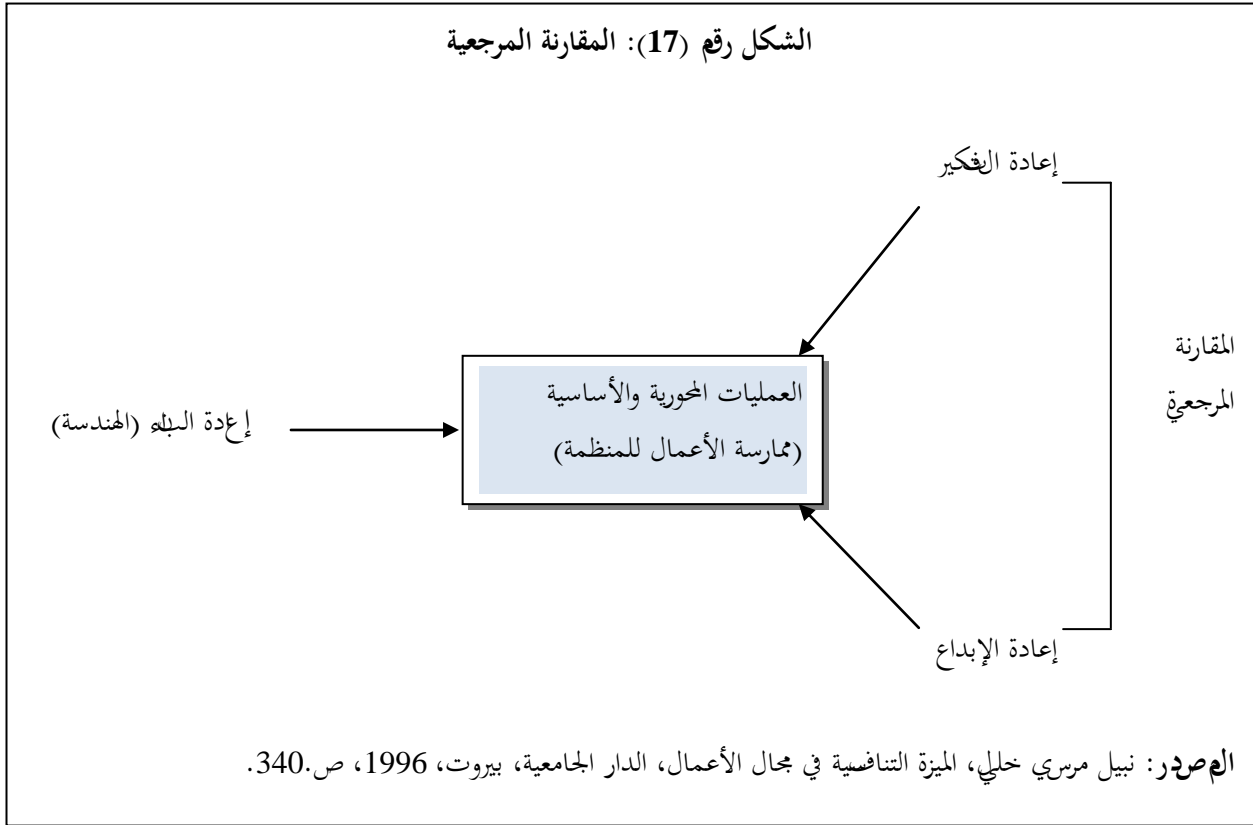 الشكل رقم (17): المقارنة المرجعية
إعادة التفكير
المقارنة
المرجعية
العمليات المحورية والأساسية
(ممارسة الأعمال للمنظمة)
إعادة البناء (الهندسة)
إعادة الإبداع
المصدر: نبيل مرسي خليل، الميزة التنافسية في مجال الأعمال، الدار الجامعية، بيروت، 1996، ص.340.